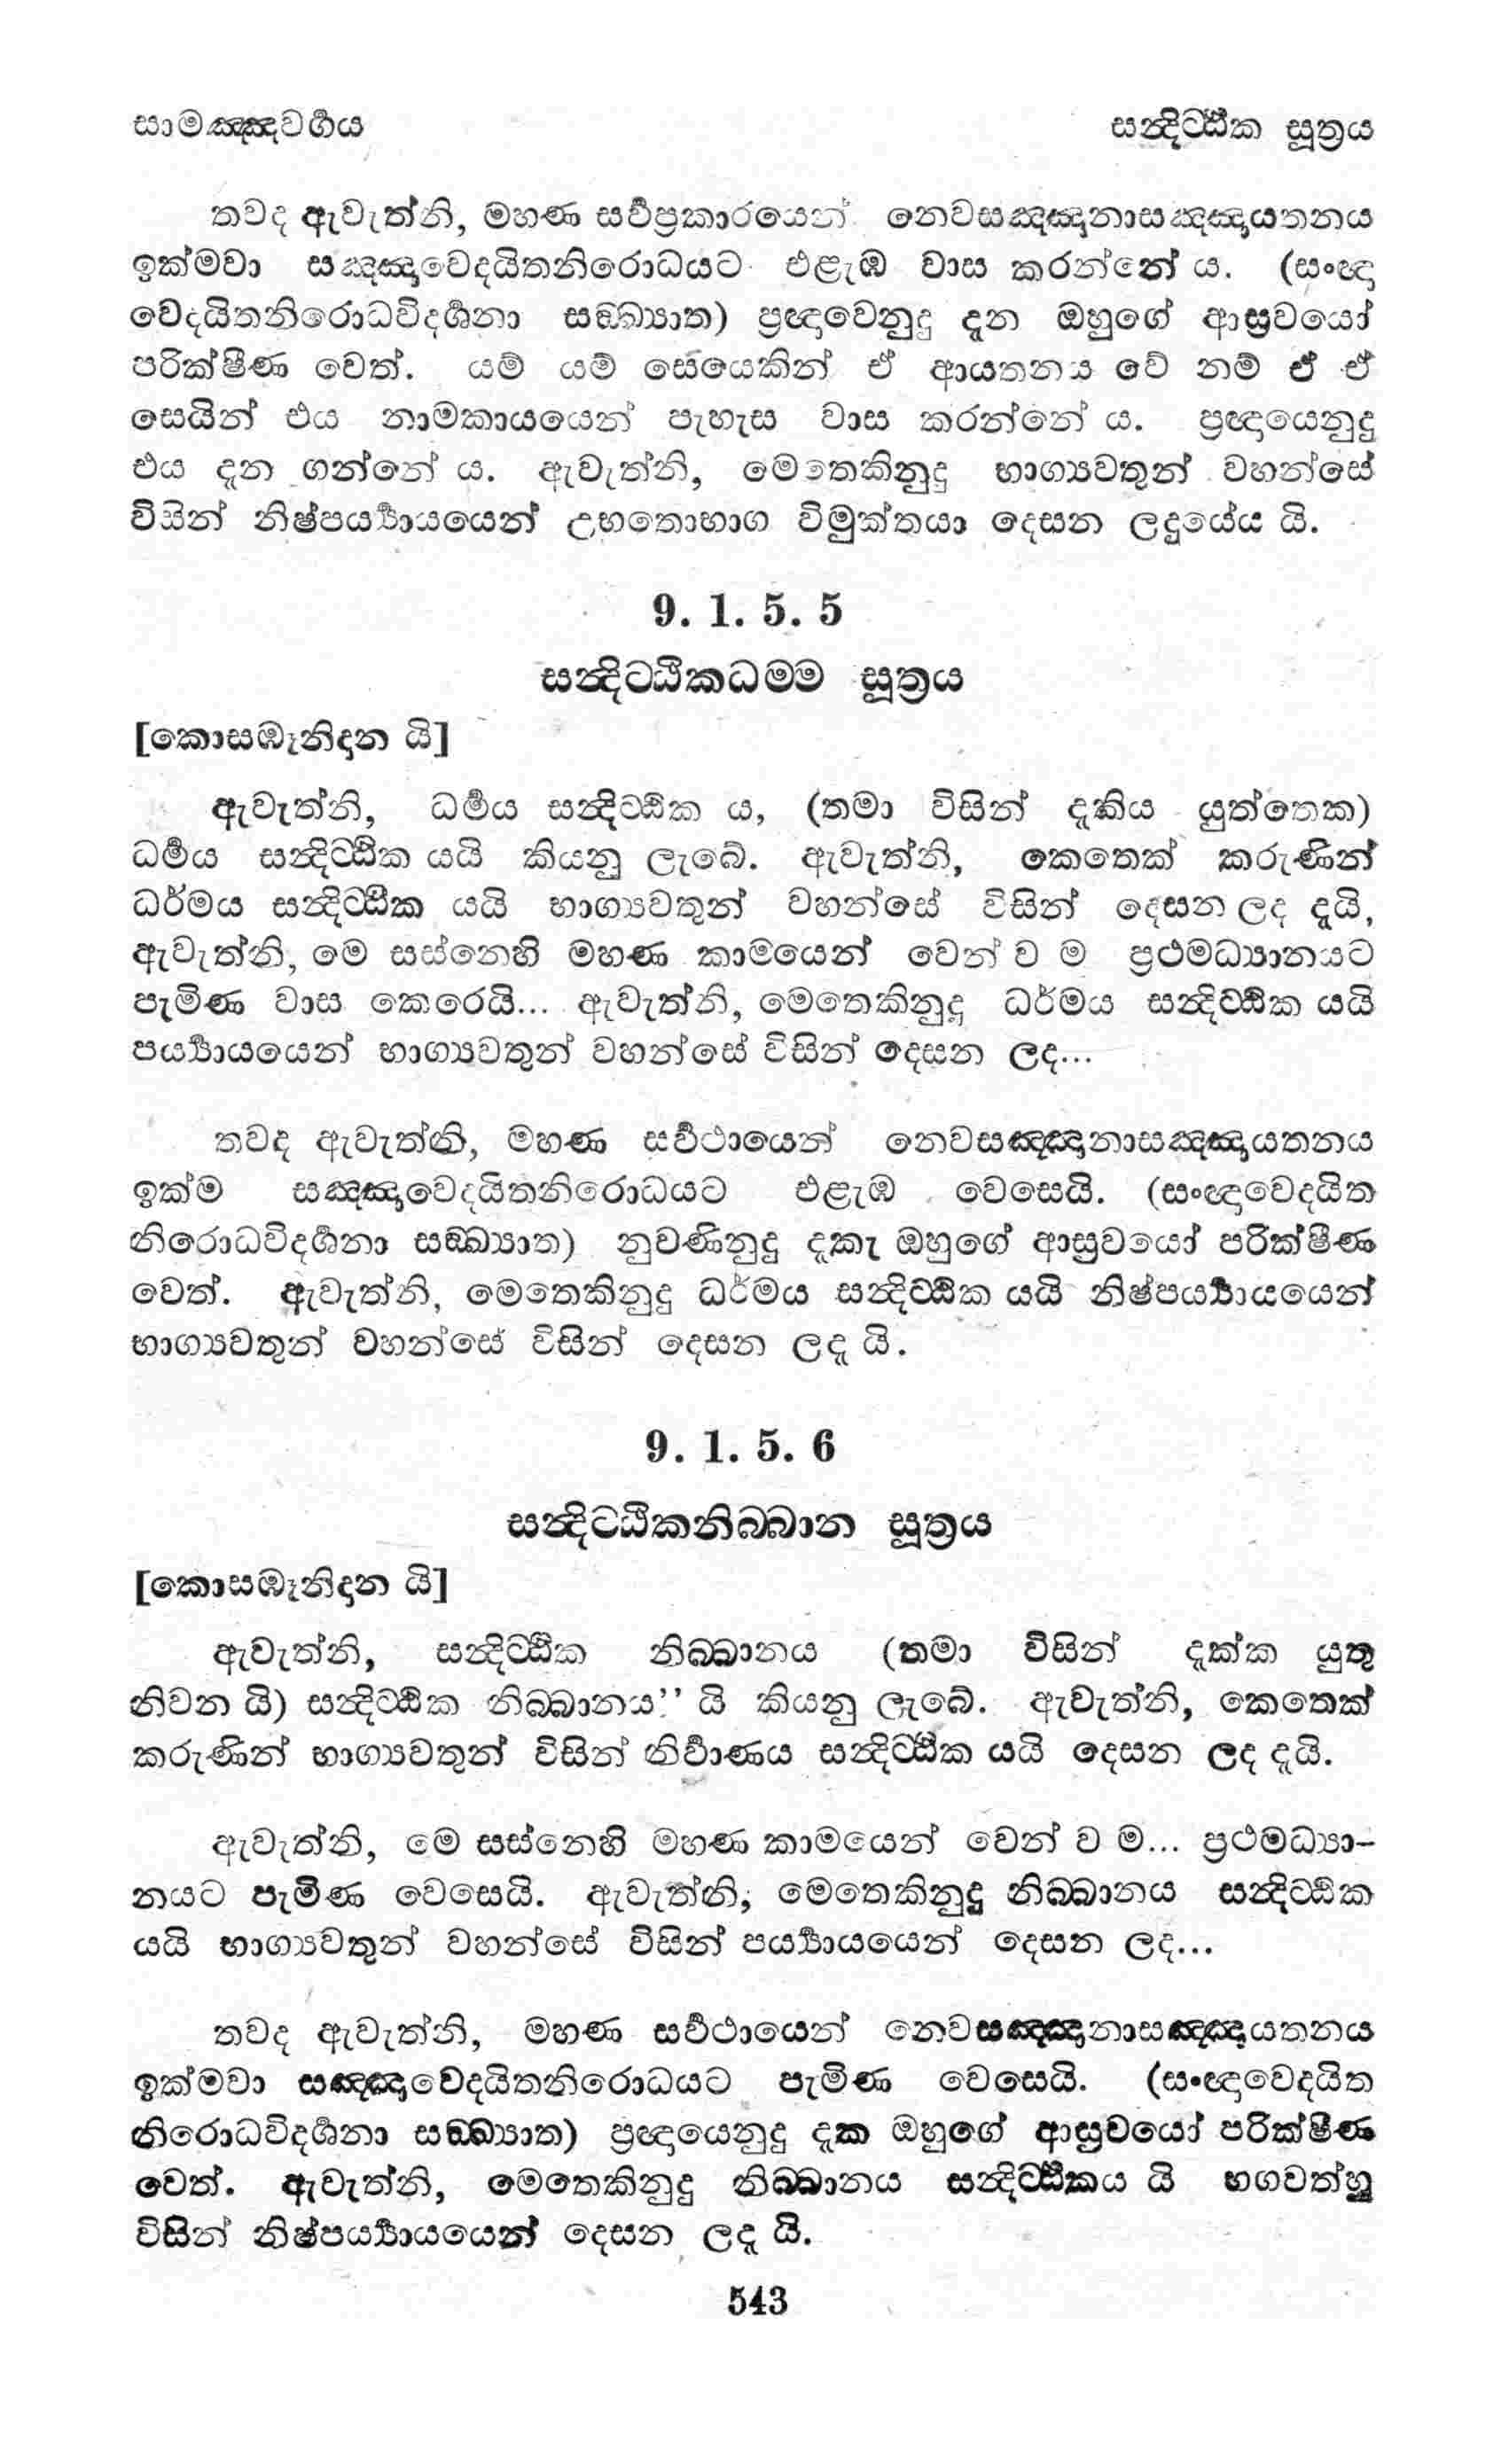 සාමඤ්ඤවර්‍ගය සන්‍දිට්ඨික සූත්‍රය
තවද ඇවැත්නි, මහණ සර්‍වප්‍රකාරයෙන් නෙවසඤ්ඤානාසඤ්ඤායතනය
ඉක්මවා සඤ්ඤාවෙදයිතනිරොධයට එළැඹ වාස කරන්නේ ය. (සංඥා
වෙදයිතනිරොධවිදර්‍ශනා සඞ්ඛ්‍යාත) ප්‍රඥාවෙනුදු දැන ඔහුගේ ආස්‍රවයෝ
පරික්ෂීණ වෙත්. යම් යම් සෙයෙකින් ඒ ආයතනය වේ නම් ඒ ඒ
සෙයින් එය නාමකායයෙන් පැහැස වාස කරන්නේ ය. ප්‍රඥායෙනුදු
එය දැන ගන්නේ ය. ඇවැත්නි, මෙතෙකිනුදු භාග්‍යවතුන් වහන්සේ
විසින් නිෂ්පර්‍ය්‍යායයෙන් උභතොභාග විමුක්තයා දෙසන ලදුයේය යි.
9. 1. 5. 5
සන්‍දිට්ඨිකධම්ම සූත්‍රය
[කොසඹෑනිදාන යි]
ඇවැත්නි, ධර්‍මය සන්‍දිට්ඨික ය, (තමා විසින් දැකිය යුත්තෙක)
ධර්‍මය සන්‍දිට්ඨික යයි කියනු ලැබේ. ඇවැත්නි, කෙතෙක් කරුණින්
ධර්මය සන්‍දිට්ඨික යයි භාග්‍යවතුන් වහන්සේ විසින් දෙසන ලද දැයි,
ඇවැත්නි, මෙ සස්නෙහි මහණ කාමයෙන් වෙන් ව ම ප්‍රථමධ්‍යානයට
පැමිණ වාස කෙරෙයි... ඇවැත්නි, මෙතෙකිනුදු ධර්මය සන්‍දිට්ඨික යයි
පර්‍ය්‍යායයෙන් භාග්‍යවතුන් වහන්සේ විසින් දෙසන ලද...
තවද ඇවැත්නි, මහණ සර්‍වථායෙන් නෙවසඤ්ඤානාසඤ්ඤායතනය
ඉක්ම සඤ්ඤාවෙදයිතනිරොධයට එළැඹ වෙසෙයි. (සංඥාවෙදයිත
නිරොධවිදර්‍ශනා සඞ්ඛ්‍යාත) නුවණිනුදු දැකැ ඔහුගේ ආස්‍රවයෝ පරික්ෂීණ
වෙත්. ඇවැත්නි, මෙතෙකිනුදු ධර්මය සන්‍දිට්ඨික යයි නිෂ්පර්‍ය්‍යායයෙන්
භාග්‍යවතුන් වහන්සේ විසින් දෙසන ලදැ යි.
9. 1. 5. 6
සන්‍දිට්ඨිකනිබ්බාන සූත්‍රය
[කොසඹෑනිදාන යි]
ඇවැත්නි, සන්‍දිට්ඨික නිබ්බානය (තමා විසින් දැක්ක යුතු
නිවන යි) සන්‍දිට්ඨික නිබ්බානය'' යි කියනු ලැබේ. ඇවැත්නි, කෙතෙක්
කරුණින් භාග්‍යවතුන් විසින් නිර්‍වාණය සන්‍දිට්ඨික යයි දෙසන ලද දැයි.
ඇවැත්නි, මෙ සස්නෙහි මහණ කාමයෙන් වෙන් ව ම... ප්‍රථමධ්‍යා-
නයට පැමිණ වෙසෙයි. ඇවැත්නි, මෙතෙකිනුදු නිබ්බානය සන්‍දිට්ඨික
යයි භාග්‍යවතුන් වහන්සේ විසින් පර්‍ය්‍යායයෙන් දෙසන ලද...
තවද ඇවැත්නි, මහණ සර්‍වථායෙන් නෙවසඤ්ඤානාසඤ්ඤායතනය
ඉක්මවා සඤ්ඤාවෙදයිතනිරොධයට පැමිණ වෙසෙයි. (සංඥාවෙදයිත
නිරොධවිදර්‍ශනා සඞ්ඛ්‍යාත) ප්‍රඥායෙනුදු දැක ඔහුගේ ආස්‍රවයෝ පරික්ෂීණ
වෙත්. ඇවැත්නි, මෙතෙකිනුදු නිබ්බානය සන්‍දිට්ඨිකය යි භගවත්හු
විසින් නිෂ්පර්‍ය්‍යායයෙන් දෙසන ලදැ යි.
543